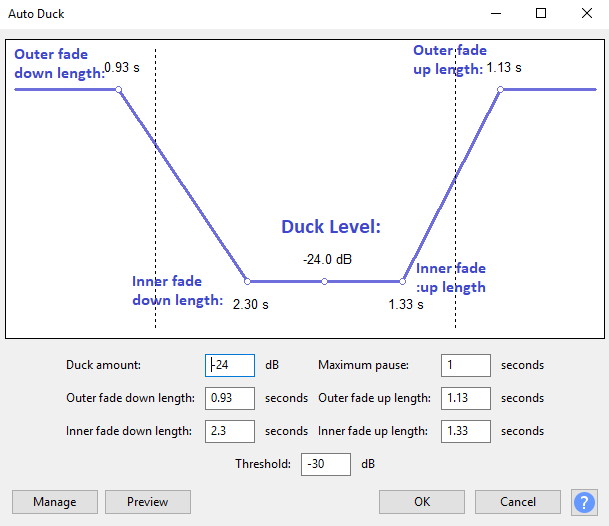 Auto Duck
Outer fade
down length:
0.93 s
Outer fade
up length:
1.13 s
Duck Level:
-24.0 dB
Inner fade
down length:
2.30 s
Inner fade
:up length
1.33 s
Duck amount: -24 dB Maximum pause: 1 seconds
Outer fade down length: 0.93 seconds Outer fade up length: 1.13 seconds
Inner fade down length: 2.3 seconds Inner fade up length: 1.33 seconds
Threshold: -30 dB
Manage Preview OK Cancel ?